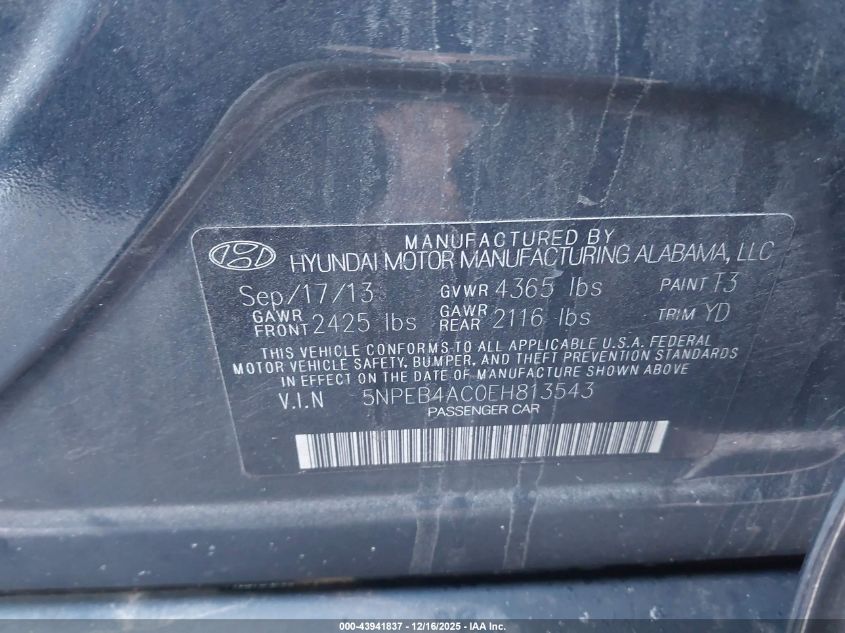 MANUFACTURED BY
HYUNDAI MOTOR MANUFACTURING ALABAMA, LLC
Sep/17/13 GVWR 4365 lbs PAINT T3
GAWR FRONT 2425 lbs GAWR REAR 2116 lbs TRIM YD
THIS VEHICLE CONFORMS TO ALL APPLICABLE U.S.A. FEDERAL
MOTOR VEHICLE SAFETY, BUMPER, AND THEFT PREVENTION STANDARDS
IN EFFECT ON THE DATE OF MANUFACTURE SHOWN ABOVE.
V.I.N 5NPEB4AC0EH813543
PASSENGER CAR
000-43941837 - 12/16/2025 - IAA Inc.